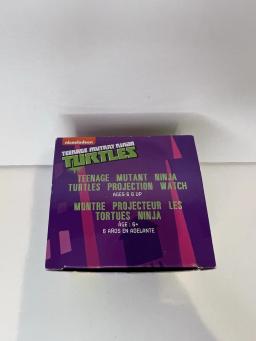 nickelodeon
TEENAGE MUTANT NINJA
TURTLES
TEENAGE MUTANT NINJA
TURTLES PROJECTION WATCH
AGES 6 & UP
MONTRE PROJECTEUR LES
TORTUES NINJA
ÂGE : 6+
6 AÑOS EN ADELANTE